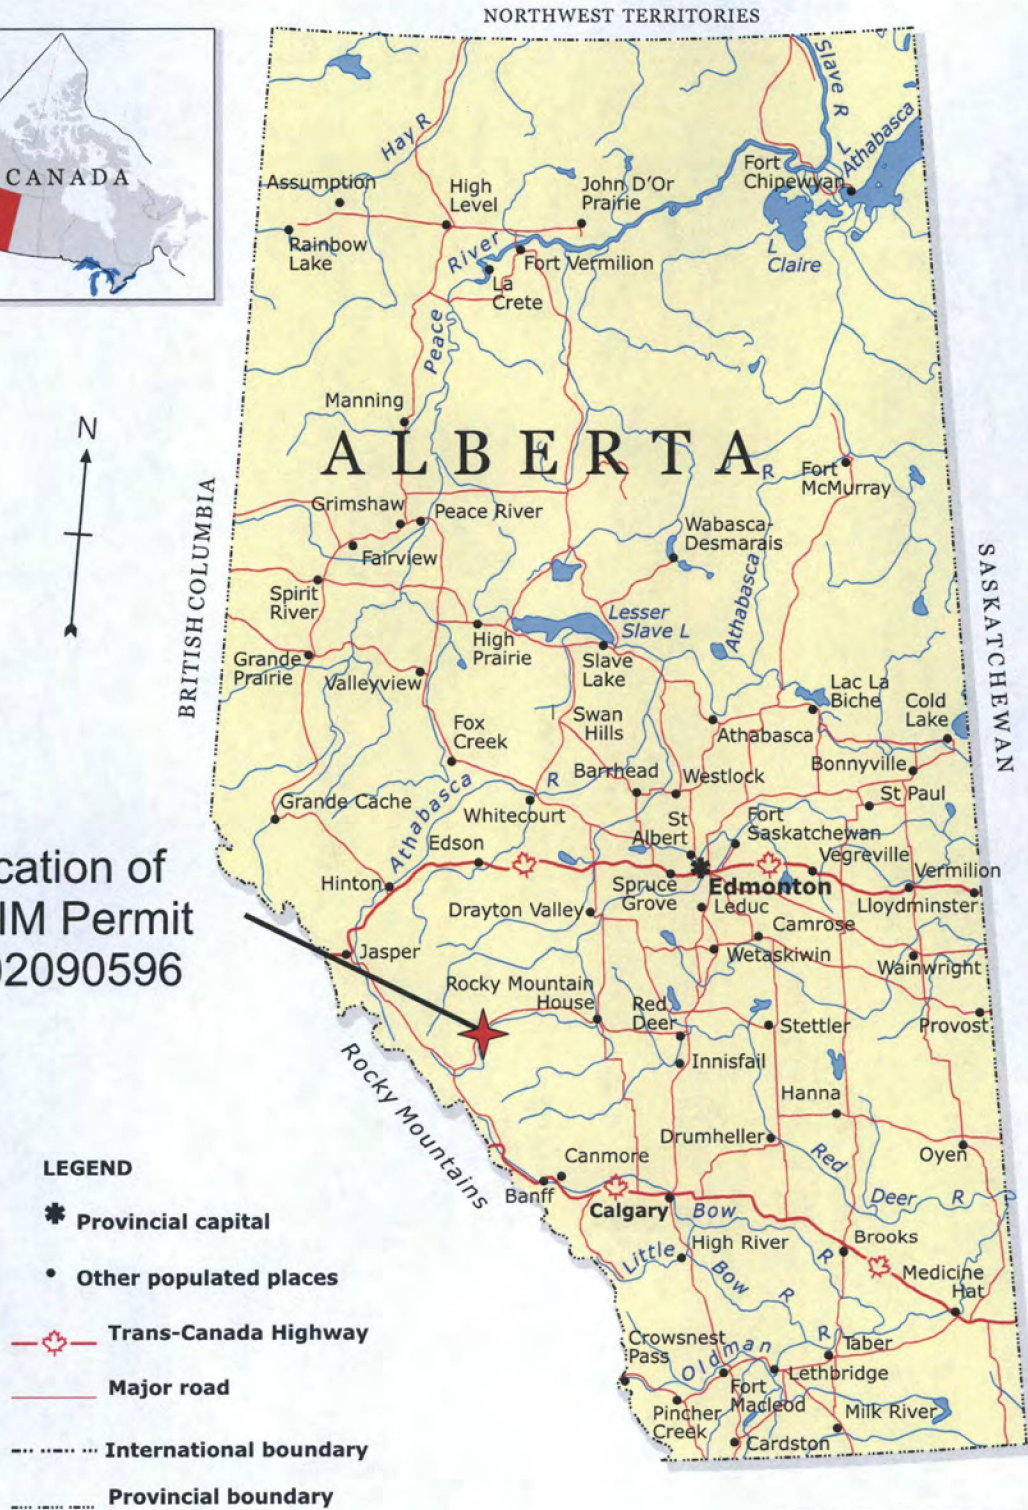 NORTHWEST TERRITORIES
CANADA
Slave R
L Athabasca
Hay R
Assumption
High
Level
John D'Or
Prairie
Fort
Chipewyan
Rainbow
Lake
River
Fort Vermilion
L
Claire
La
Crete
Peace
Manning
N
ALBERTA
R
Fort
McMurray
Grimshaw
Peace River
Wabasca-
Desmarais
Fairview
BRITISH COLUMBIA
SASKATCHEWAN
Spirit
River
Athabasca
Lesser
Slave L
High
Prairie
Grande
Prairie
Valleyview
Slave
Lake
Lac La
Biche
Cold
Lake
Fox
Creek
Swan
Hills
Athabasca
Bonnyville
Barrhead
Westlock
Athabasca
R
St Paul
Grande Cache
Whitecourt
St
Albert
Fort
Saskatchewan
Edson
Vegreville
Vermilion
cation of
IM Permit
02090596
Hinton
Spruce
Grove
Edmonton
Leduc
Lloydminster
Drayton Valley
Camrose
Jasper
Wetaskiwin
Wainwright
Rocky Mountain
House
Red
Deer
Stettler
Provost
Rocky Mountains
Innisfail
Hanna
Drumheller
Oyen
Red
Deer R
LEGEND
Canmore
Banff
Calgary
Bow
R
Provincial capital
Little
Bow
R
High River
Brooks
Medicine
Hat
Other populated places
Trans-Canada Highway
Crowsnest
Pass
Oldman
R
Taber
Major road
Lethbridge
Fort
Macleod
Pincher
Creek
Milk River
Cardston
International boundary
Provincial boundary